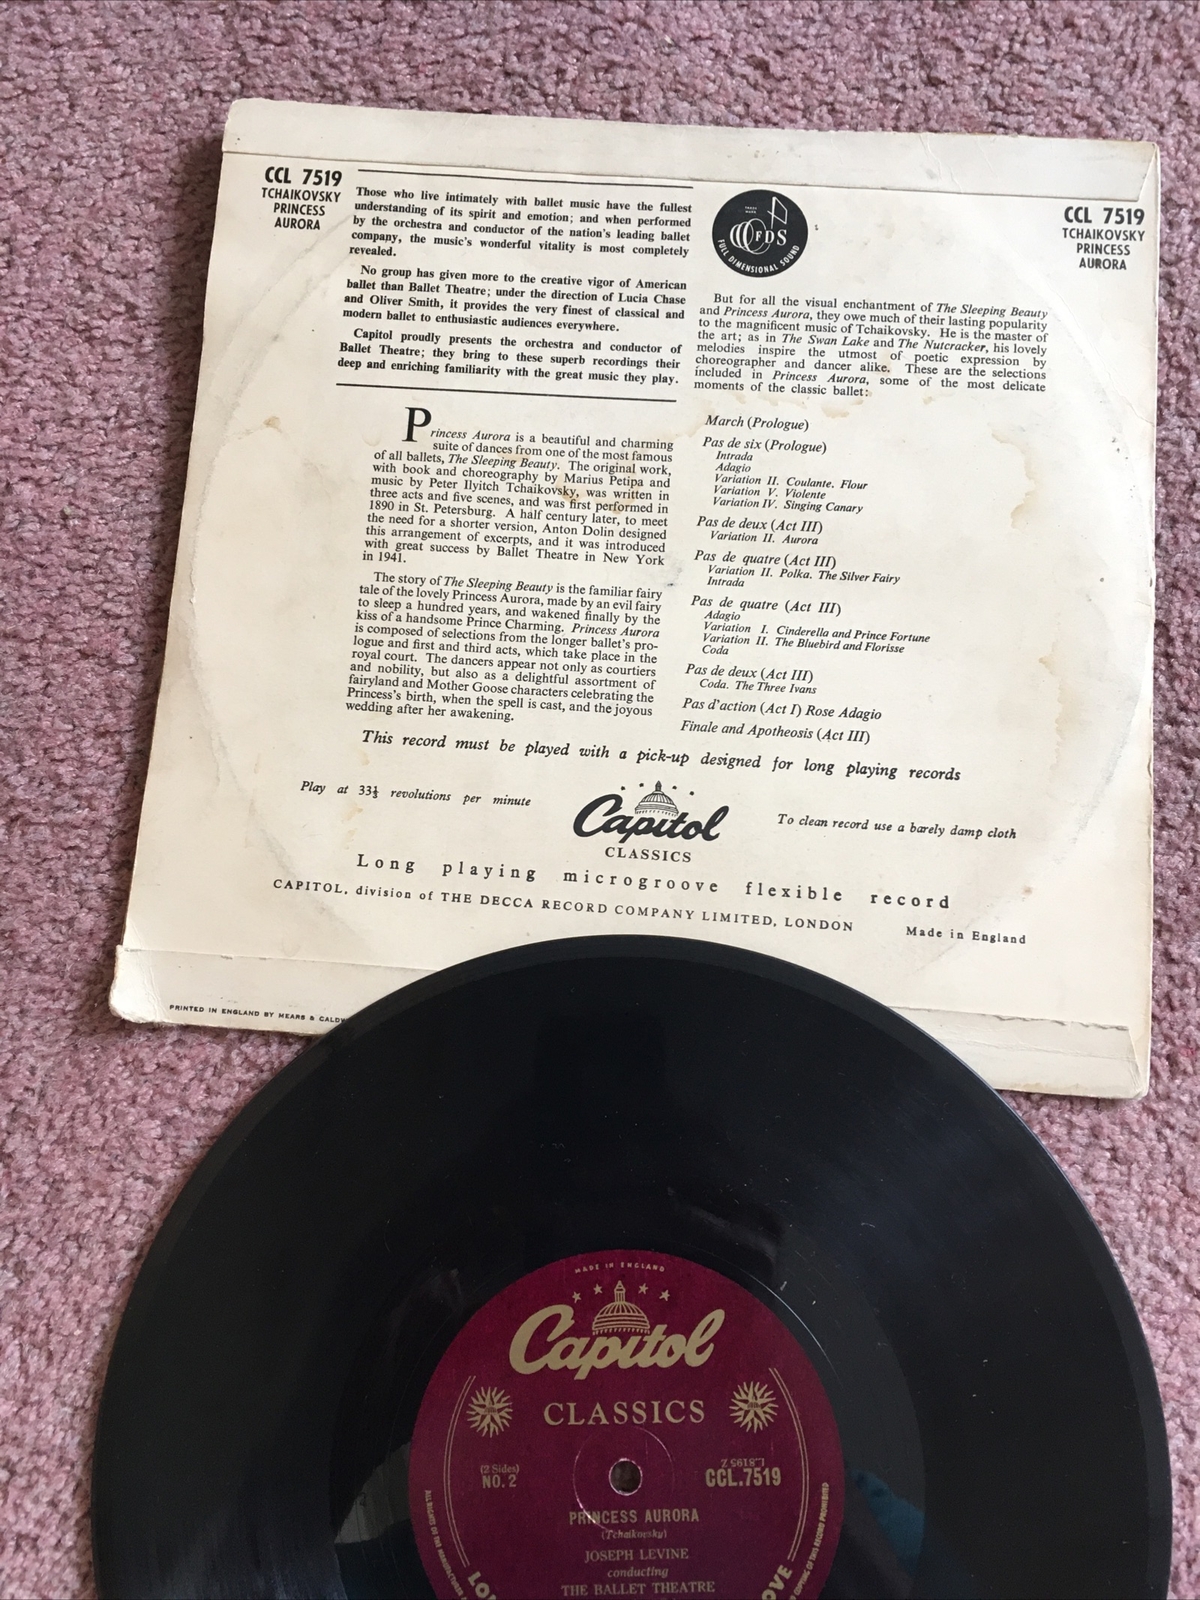 CCL 7519
TCHAIKOVSKY
PRINCESS
AURORA
Those who live intimately with ballet music have the fullest
understanding of its spirit and emotion; and when performed
by the orchestra and conductor of the nation's leading ballet
company, the music's wonderful vitality is most completely
revealed.
No group has given more to the creative vigor of American
ballet than Ballet Theatre; under the direction of Lucia Chase
and Oliver Smith, it provides the very finest of classical and
modern ballet to enthusiastic audiences everywhere.
Capitol proudly presents the orchestra and conductor of
Ballet Theatre; they bring to these superb recordings their
deep and enriching familiarity with the great music they play.
Princess Aurora is a beautiful and charming
suite of dances from one of the most famous
of all ballets, The Sleeping Beauty. The original work,
with book and choreography by Marius Petipa and
music by Peter Ilyitch Tchaikovsky, was written in
three acts and five scenes, and was first performed in
1890 in St. Petersburg. A half century later, to meet
the need for a shorter version, Anton Dolin designed
this arrangement of excerpts, and it was introduced
with great success by Ballet Theatre in New York
in 1941.
The story of The Sleeping Beauty is the familiar fairy
tale of the lovely Princess Aurora, made by an evil fairy
to sleep a hundred years, and wakened finally by the
kiss of a handsome Prince Charming. Princess Aurora
is composed of selections from the longer ballet's pro-
logue and first and third acts, which take place in the
royal court. The dancers appear not only as courtiers
and nobility, but also as a delightful assortment of
fairyland and Mother Goose characters celebrating the
Princess's birth, when the spell is cast, and the joyous
wedding after her awakening.
TRADE
MARK
FDS
FULL DIMENSIONAL SOUND
CCL 7519
TCHAIKOVSKY
PRINCESS
AURORA
But for all the visual enchantment of The Sleeping Beauty
and Princess Aurora, they owe much of their lasting popularity
to the magnificent music of Tchaikovsky. He is the master of
the art; as in The Swan Lake and The Nutcracker, his lovely
melodies inspire the utmost of poetic expression by
choreographer and dancer alike. These are the selections
included in Princess Aurora, some of the most delicate
moments of the classic ballet:
March (Prologue)
Pas de six (Prologue)
Intrada
Adagio
Variation II. Coulante. Flour
Variation V. Violente
Variation IV. Singing Canary
Pas de deux (Act III)
Variation II. Aurora
Pas de quatre (Act III)
Variation II. Polka. The Silver Fairy
Intrada
Pas de quatre (Act III)
Adagio
Variation I. Cinderella and Prince Fortune
Variation II. The Bluebird and Florisse
Coda
Pas de deux (Act III)
Coda. The Three Ivans
Pas d'action (Act I) Rose Adagio
Finale and Apotheosis (Act III)
This record must be played with a pick-up designed for long playing records
Play at 33⅓ revolutions per minute
Capitol
CLASSICS
To clean record use a barely damp cloth
Long playing microgroove flexible record
CAPITOL, division of THE DECCA RECORD COMPANY LIMITED, LONDON
Made in England
PRINTED IN ENGLAND BY MEARS &
MADE IN ENGLAND
Capitol
CLASSICS
(2 Sides)
NO. 2
L.8195 Z
CCL.7519
PRINCESS AURORA
(Tchaikovsky)
JOSEPH LEVINE
conducting
THE BALLET THEATRE